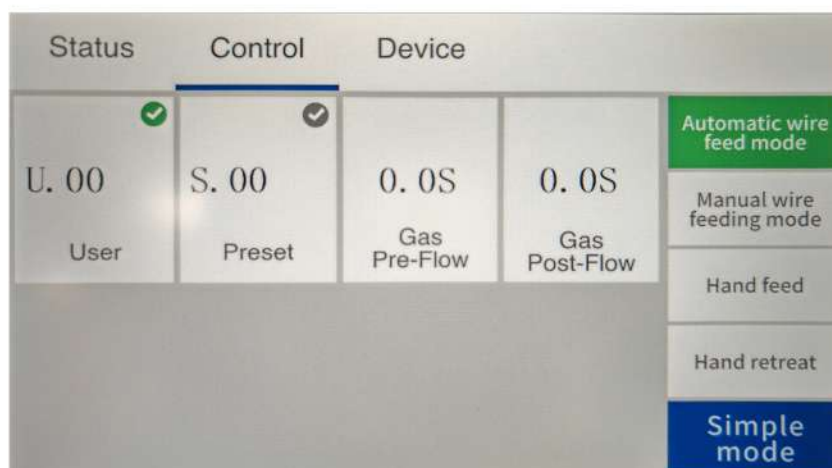 Status Control Device
U. 00 S. 00 0. 0S 0. 0S
User Preset Gas Pre-Flow Gas Post-Flow
Automatic wire
feed mode
Manual wire
feeding mode
Hand feed
Hand retreat
Simple
mode